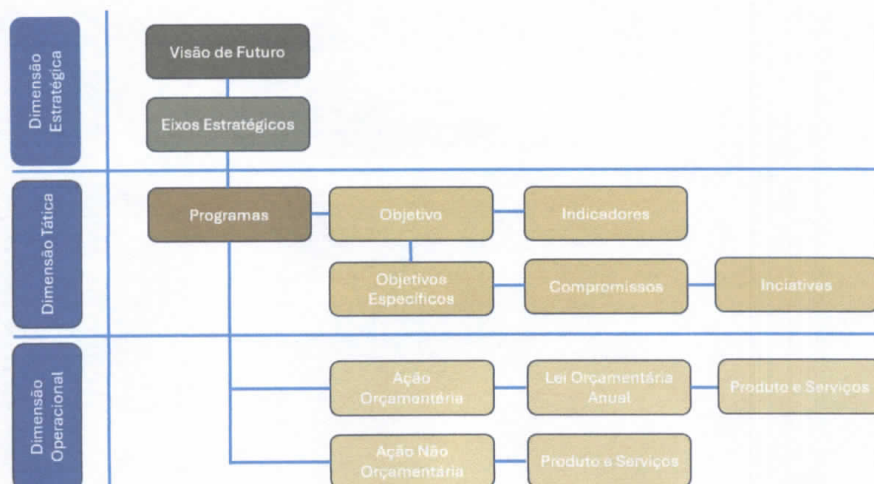 Dimensão
Estratégica
Visão de Futuro
Eixos Estratégicos
Dimensão Tática
Programas
Objetivo
Indicadores
Objetivos
Específicos
Compromissos
Inciativas
Dimensão
Operacional
Ação
Orçamentária
Lei Orçamentária
Anual
Produto e Serviços
Ação Não
Orçamentária
Produto e Serviços